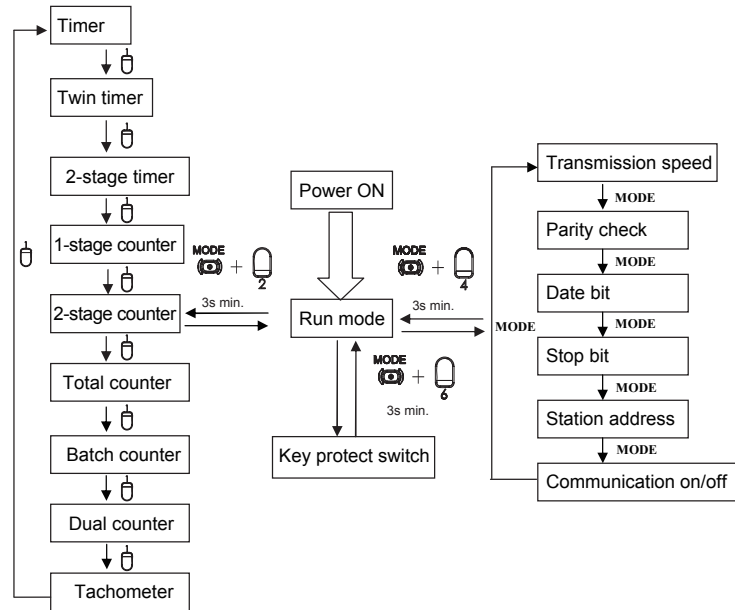 Timer
Twin timer
2-stage timer
1-stage counter
2-stage counter
Total counter
Batch counter
Dual counter
Tachometer
Power ON
MODE
+
2
3s min.
Run mode
MODE
+
4
3s min.
MODE
+
6
3s min.
Key protect switch
Transmission speed
MODE
Parity check
MODE
Date bit
MODE
MODE
Stop bit
MODE
Station address
MODE
Communication on/off